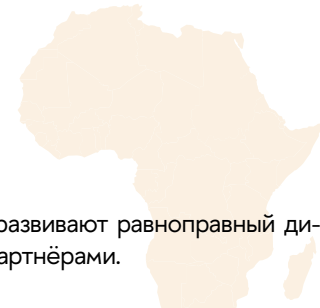 развивают равноправный ди-
артнёрами.